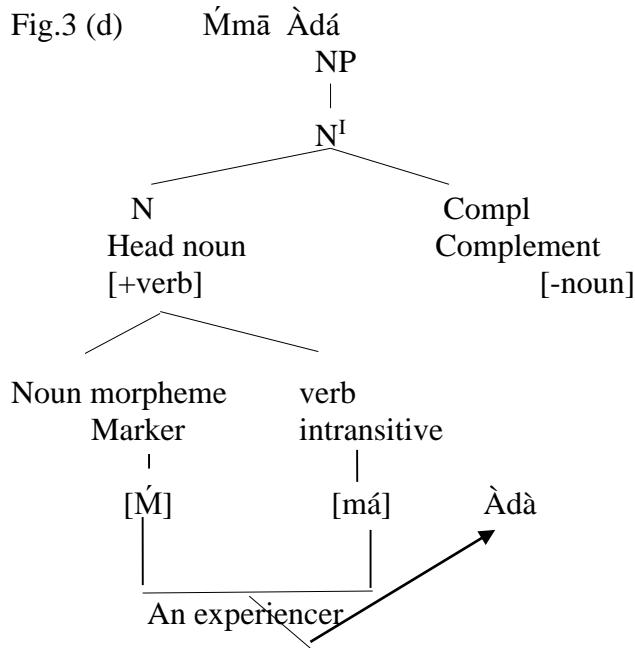 Fig.3 (d) Ḿmā Àdá
NP
Nᴵ
N Compl
Head noun Complement
[+verb] [-noun]
Noun morpheme verb
Marker intransitive
[Ḿ] [má] Àdà
An experiencer